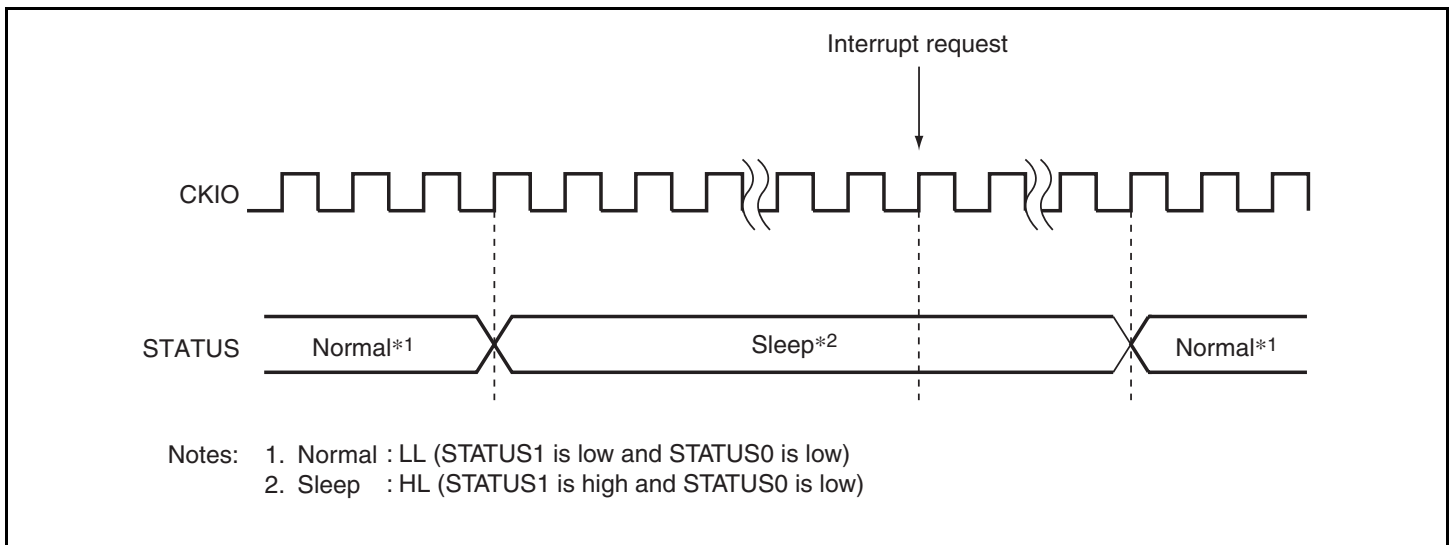 Interrupt request
CKIO
STATUS Normal*1 Sleep*2 Normal*1
Notes: 1. Normal : LL (STATUS1 is low and STATUS0 is low)
2. Sleep : HL (STATUS1 is high and STATUS0 is low)